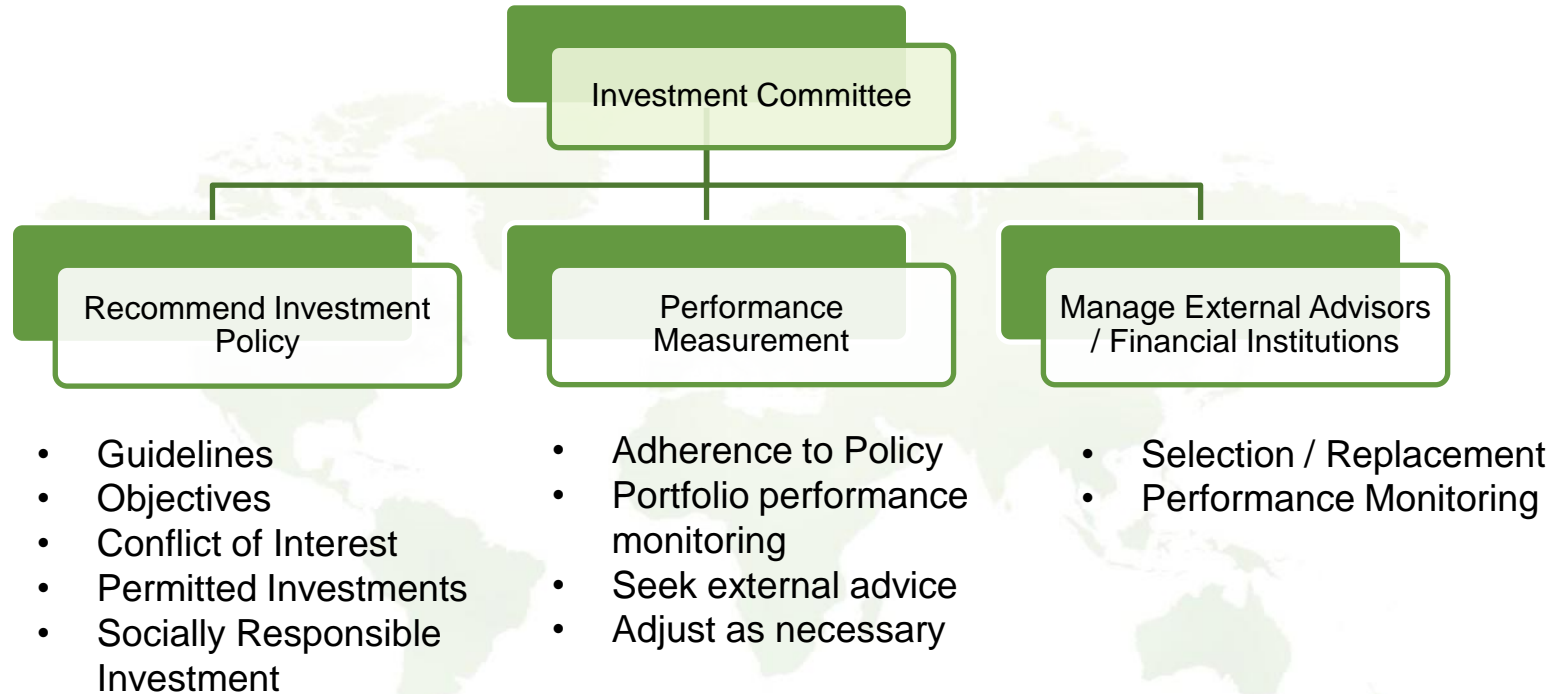 Investment Committee
Recommend Investment
Policy
Performance
Measurement
Manage External Advisors
/ Financial Institutions
• Guidelines
• Objectives
• Conflict of Interest
• Permitted Investments
• Socially Responsible
Investment
• Adherence to Policy
• Portfolio performance
monitoring
• Seek external advice
• Adjust as necessary
• Selection / Replacement
• Performance Monitoring